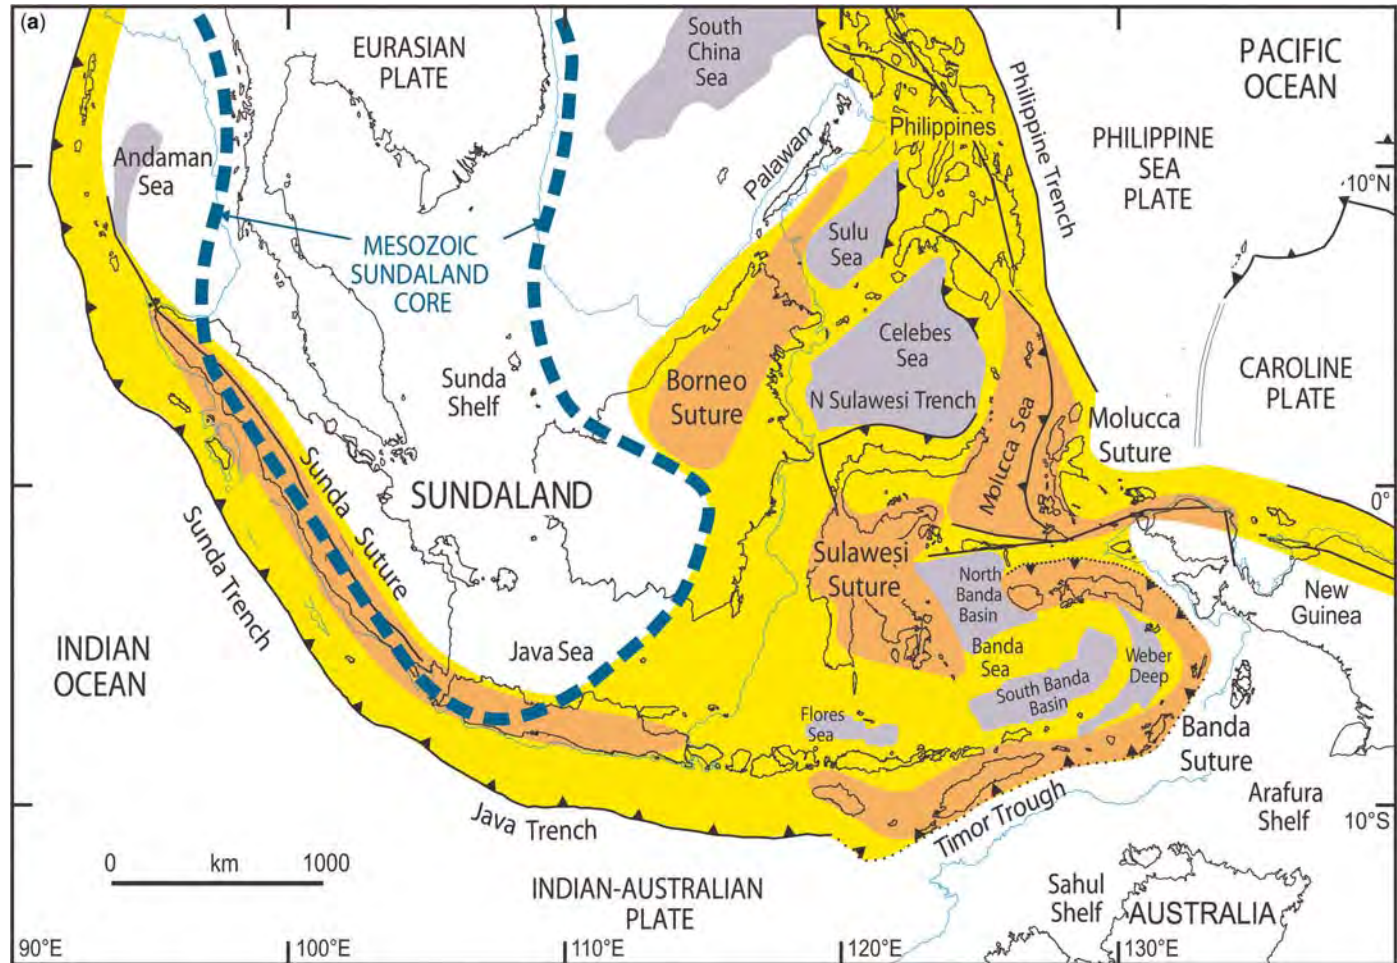 (a)
EURASIAN
PLATE
South
China
Sea
PACIFIC
OCEAN
Philippine Trench
Philippines
PHILIPPINE
SEA
PLATE
Andaman
Sea
Palawan
10°N
MESOZOIC
SUNDALAND
CORE
Sulu
Sea
Celebes
Sea
Sunda
Shelf
Borneo
Suture
N Sulawesi Trench
CAROLINE
PLATE
Molucca Sea
Molucca
Suture
SUNDALAND
0°
Sunda Suture
Sunda Trench
Sulawesi
Suture
North
Banda
Basin
New
Guinea
INDIAN
OCEAN
Java Sea
Banda
Sea
Weber
Deep
South Banda
Basin
Flores
Sea
Banda
Suture
Arafura
Shelf
10°S
Java Trench
Timor Trough
0 km 1000
INDIAN-AUSTRALIAN
PLATE
Sahul
Shelf
AUSTRALIA
90°E
100°E
110°E
120°E
130°E